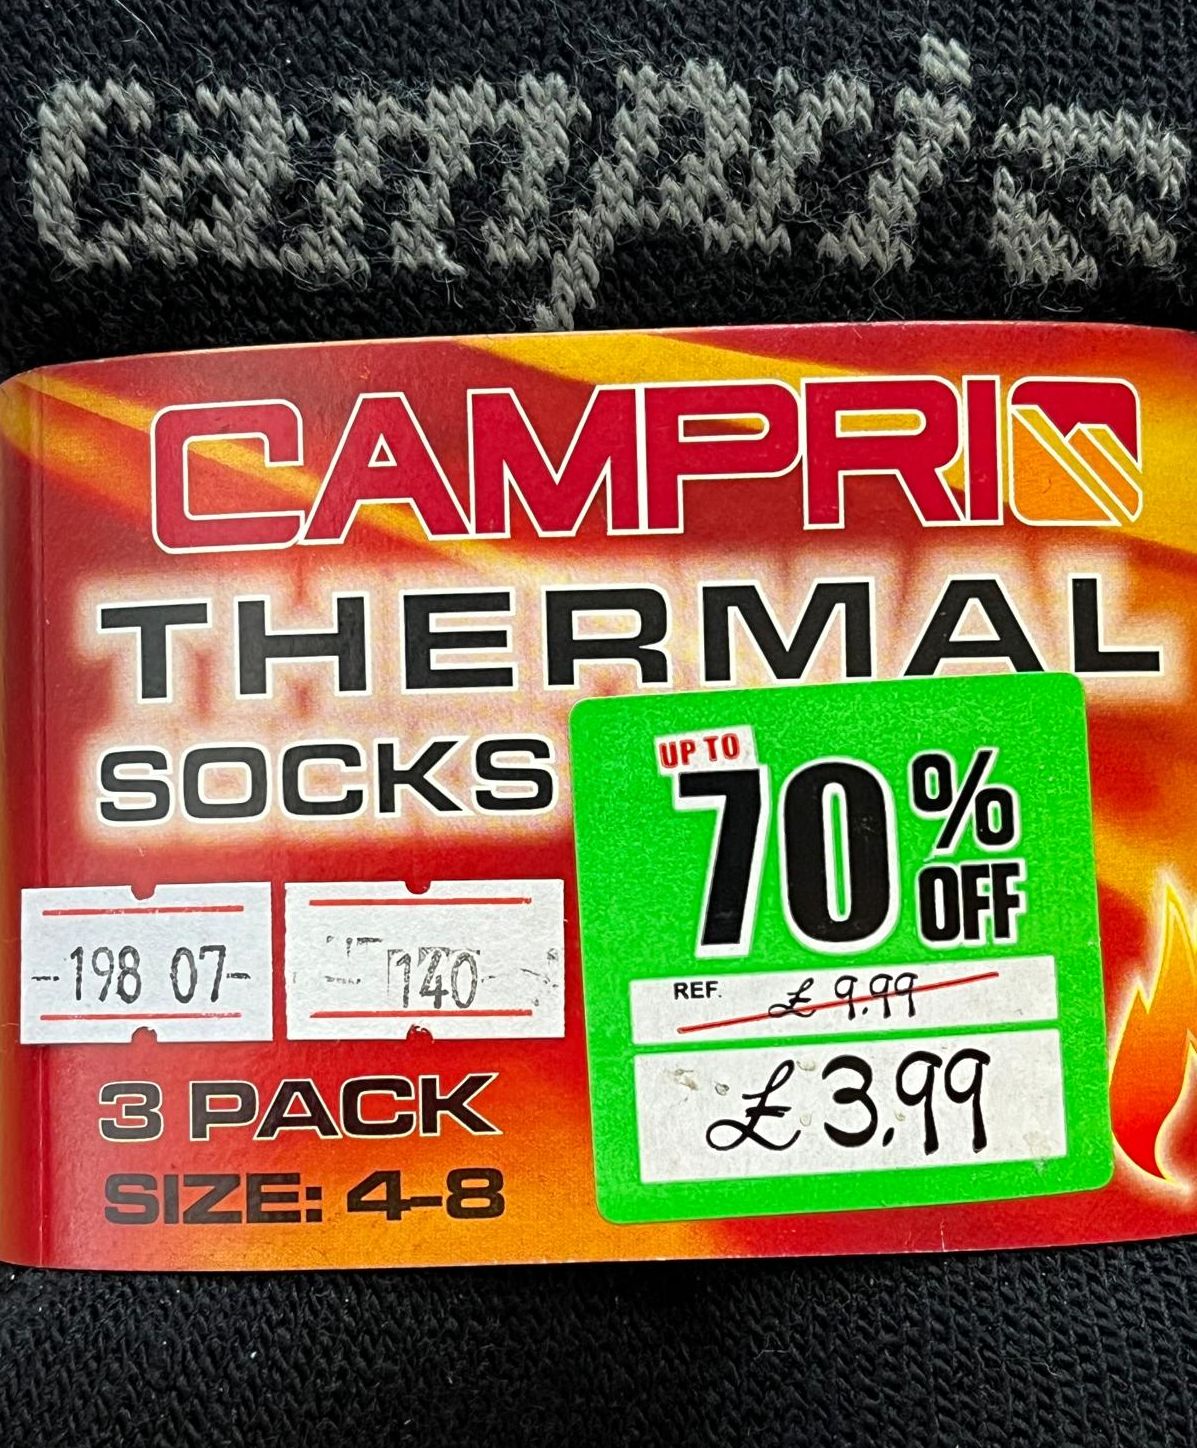 campri
CAMPRI
THERMAL
SOCKS
UP TO
70%
OFF
REF. £9.99
£3.99
-198 07-
140
3 PACK
SIZE: 4-8